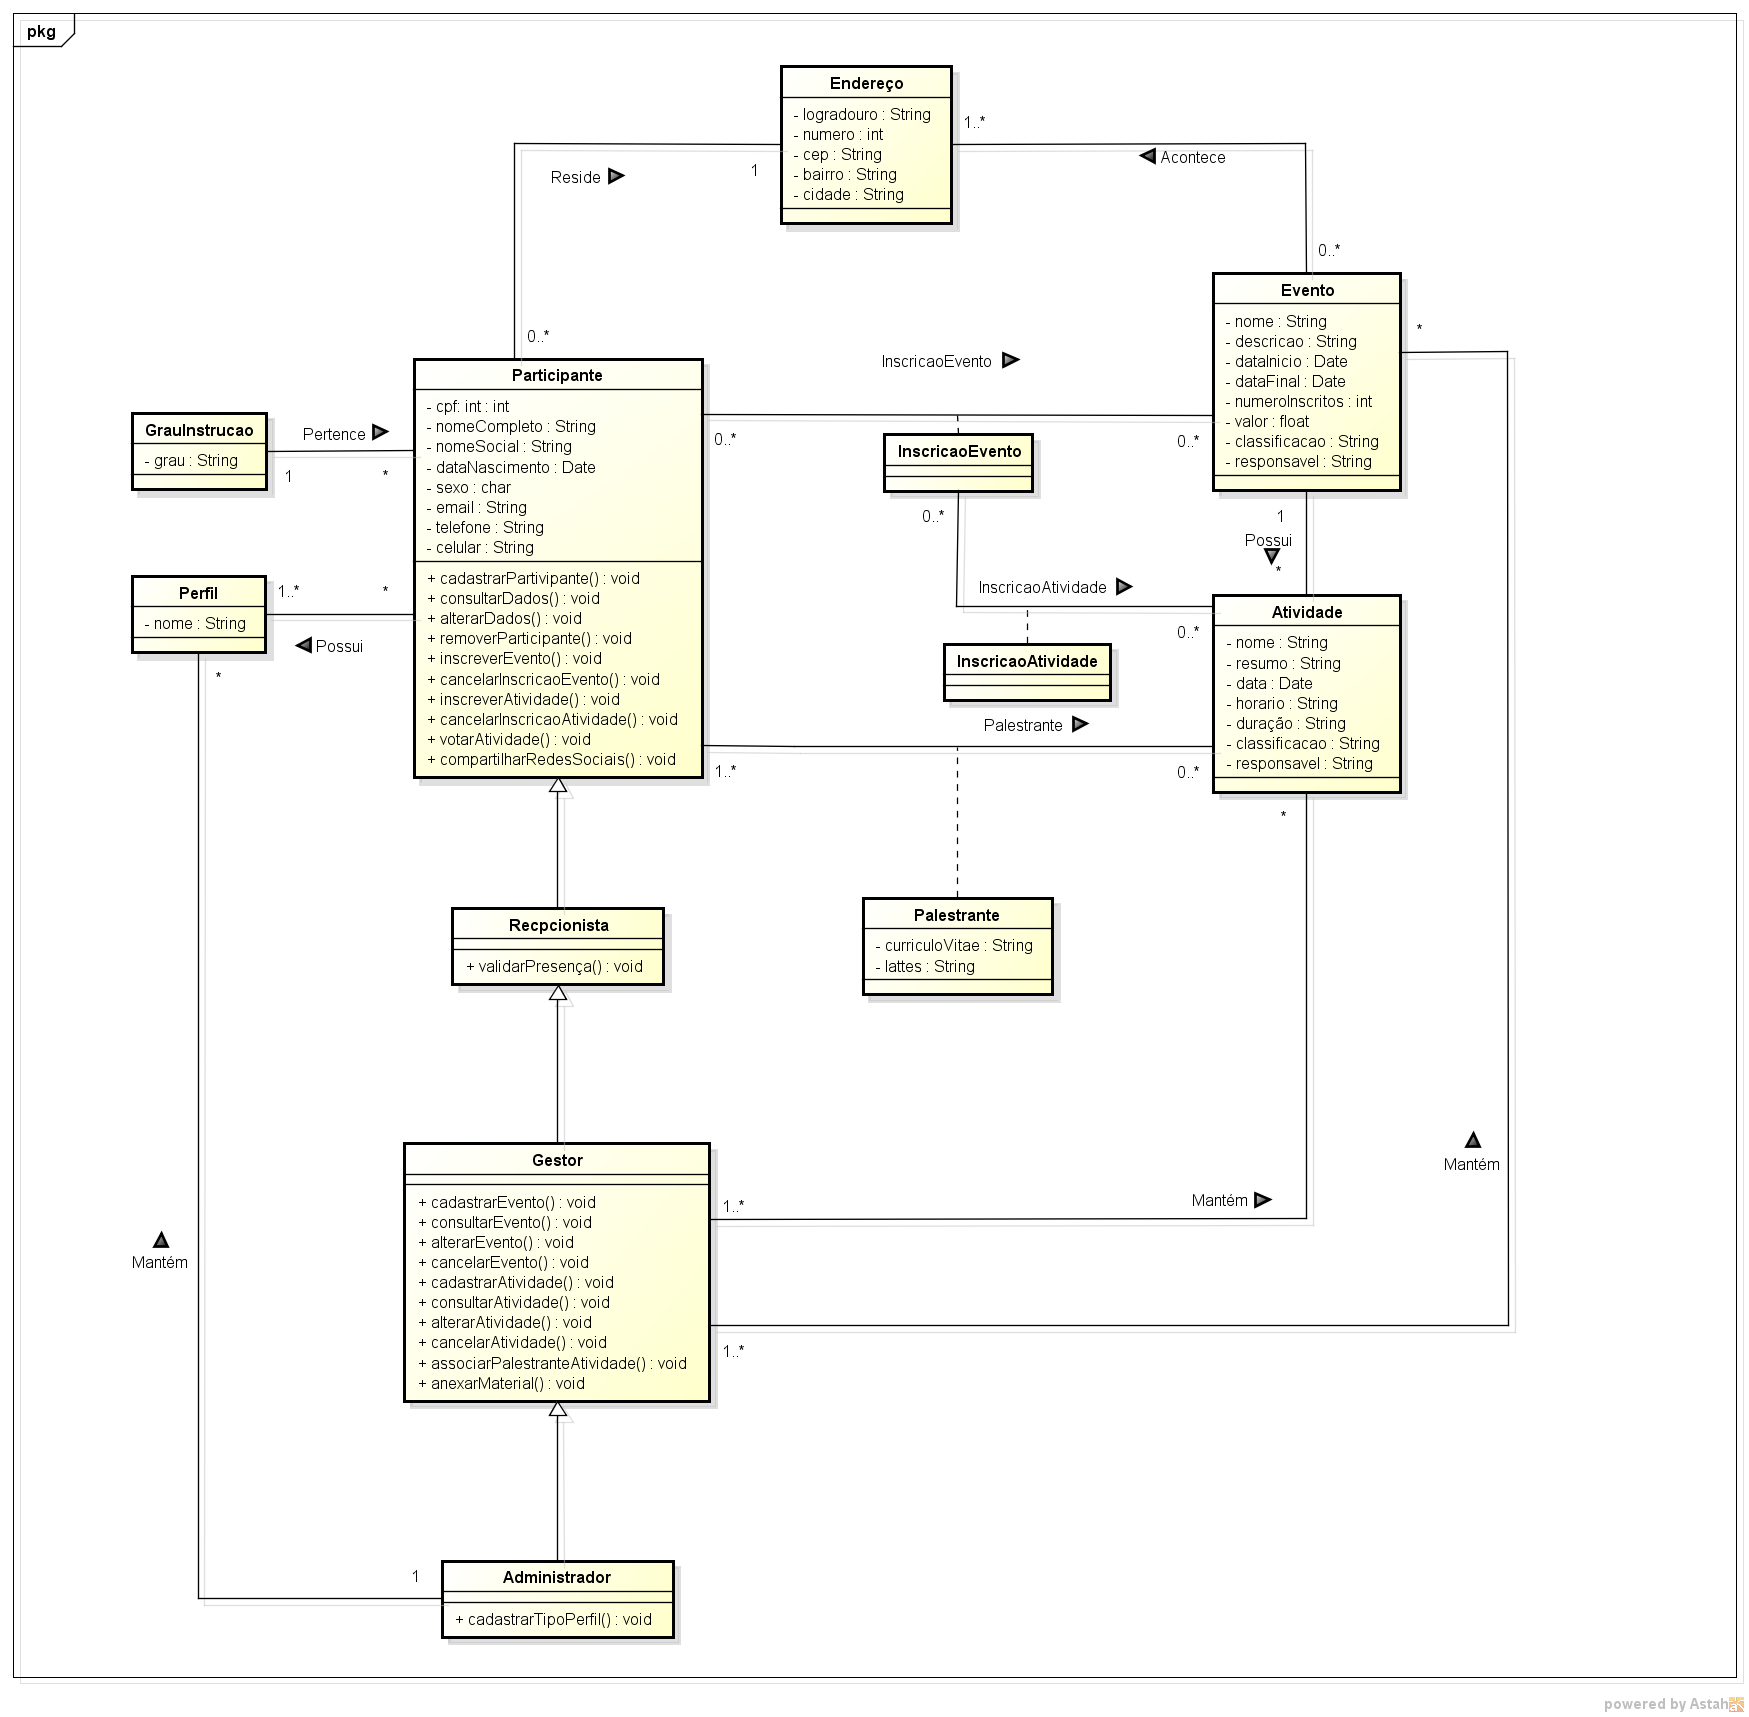 pkg
Endereço
- logradouro : String
- numero : int
- cep : String
- bairro : String
- cidade : String
1..*
Acontece
Reside
1
0..*
0..*
Evento
- nome : String
- descricao : String
- dataInicio : Date
- dataFinal : Date
- numeroInscritos : int
- valor : float
- classificacao : String
- responsavel : String
*
InscricaoEvento
Participante
- cpf: int : int
- nomeCompleto : String
- nomeSocial : String
- dataNascimento : Date
- sexo : char
- email : String
- telefone : String
- celular : String
+ cadastrarPartivipante() : void
+ consultarDados() : void
+ alterarDados() : void
+ removerParticipante() : void
+ inscreverEvento() : void
+ cancelarInscricaoEvento() : void
+ inscreverAtividade() : void
+ cancelarInscricaoAtividade() : void
+ votarAtividade() : void
+ compartilharRedesSociais() : void
GrauInstrucao
- grau : String
Pertence
1
*
0..*
0..*
InscricaoEvento
0..*
1
Possui
*
Perfil
- nome : String
1..*
*
Possui
*
InscricaoAtividade
0..*
Atividade
- nome : String
- resumo : String
- data : Date
- horario : String
- duração : String
- classificacao : String
- responsavel : String
InscricaoAtividade
Palestrante
1..*
0..*
*
Recpcionista
+ validarPresença() : void
Palestrante
- curriculoVitae : String
- lattes : String
Gestor
+ cadastrarEvento() : void
+ consultarEvento() : void
+ alterarEvento() : void
+ cancelarEvento() : void
+ cadastrarAtividade() : void
+ consultarAtividade() : void
+ alterarAtividade() : void
+ cancelarAtividade() : void
+ associarPalestranteAtividade() : void
+ anexarMaterial() : void
1..*
Mantém
Mantém
Mantém
1..*
1
Administrador
+ cadastrarTipoPerfil() : void
powered by Astah